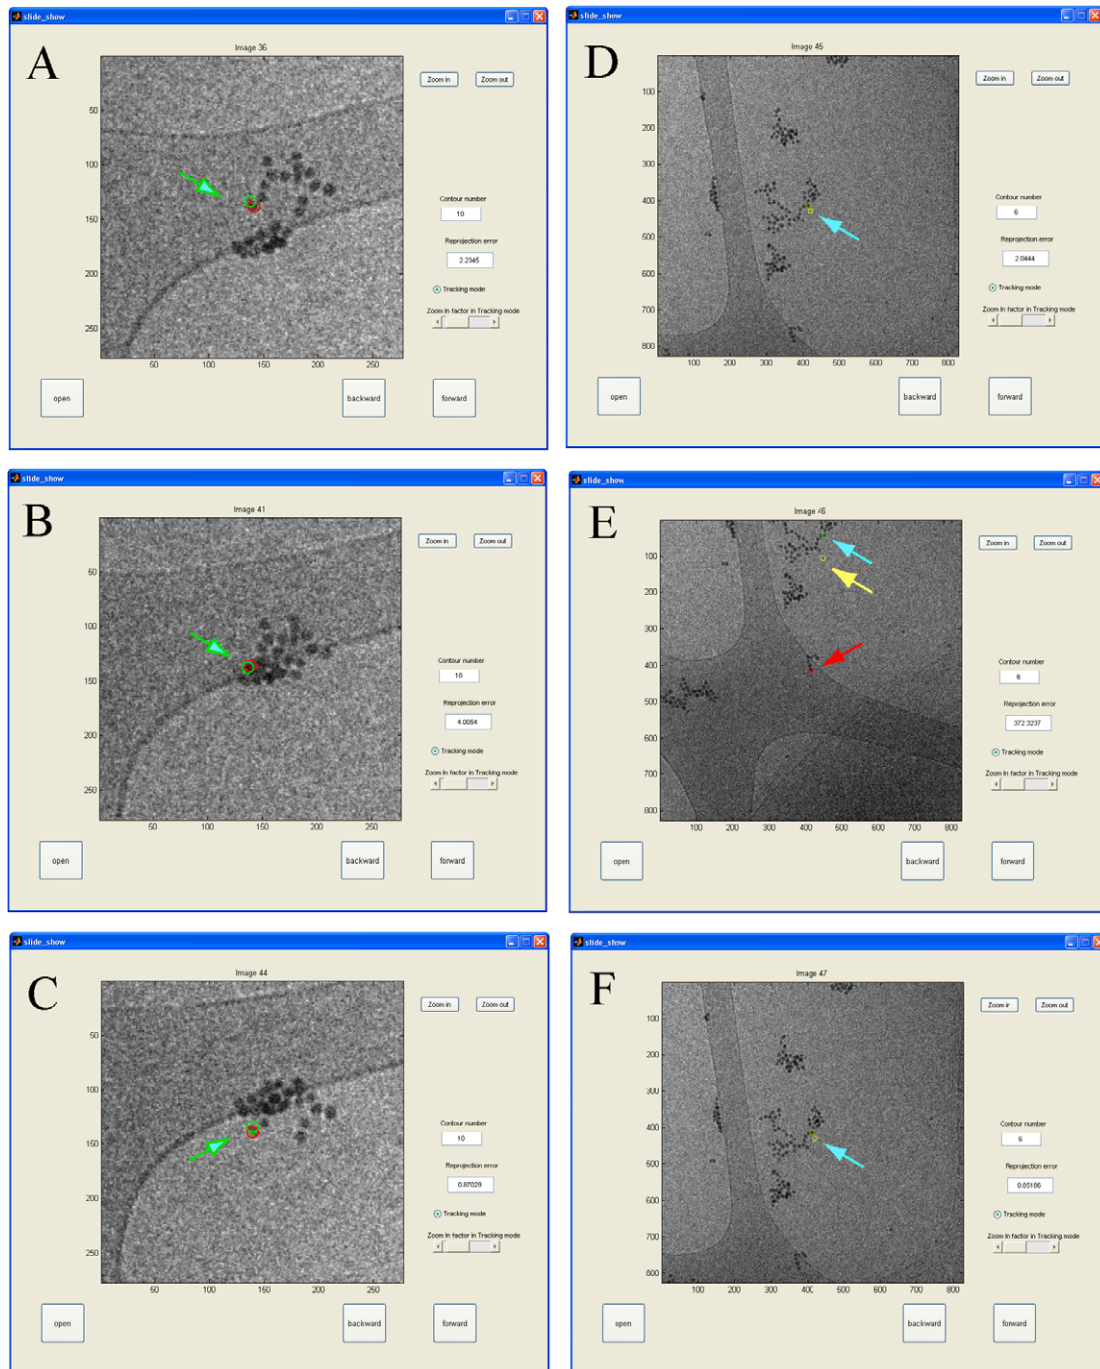 slide_show
A
Image 36
Zoom in Zoom out
50
100
150
200
250
50 100 150 200 250
Contour number
10
Reprojection error
2.2345
Tracking mode
Zoom In factor in Tracking mode
open backward forward
slide_show
D
Image 45
Zoom in Zoom out
100
200
300
400
500
600
700
800
100 200 300 400 500 600 700 800
Contour number
6
Reprojection error
2.0444
Tracking mode
Zoom In factor in Tracking mode
open backward forward
slide_show
B
Image 41
Zoom in Zoom out
50
100
150
200
250
50 100 150 200 250
Contour number
10
Reprojection error
4.0054
Tracking mode
Zoom In factor in Tracking mode
open backward forward
slide_show
E
Image 46
Zoom in Zoom out
100
200
300
400
500
600
700
800
100 200 300 400 500 600 700 800
Contour number
6
Reprojection error
372.3237
Tracking mode
Zoom In factor in Tracking mode
open backward forward
slide_show
C
Image 44
Zoom in Zoom out
50
100
150
200
250
50 100 150 200 250
Contour number
10
Reprojection error
0.87029
Tracking mode
Zoom In factor in Tracking mode
open backward forward
slide_show
F
Image 47
Zoom ir Zoom out
100
200
300
400
500
600
700
800
100 200 300 400 500 600 700 800
Contour number
6
Reprojection error
0.85186
Tracking mode
Zoom In factor in Tracking mode
open backward forward